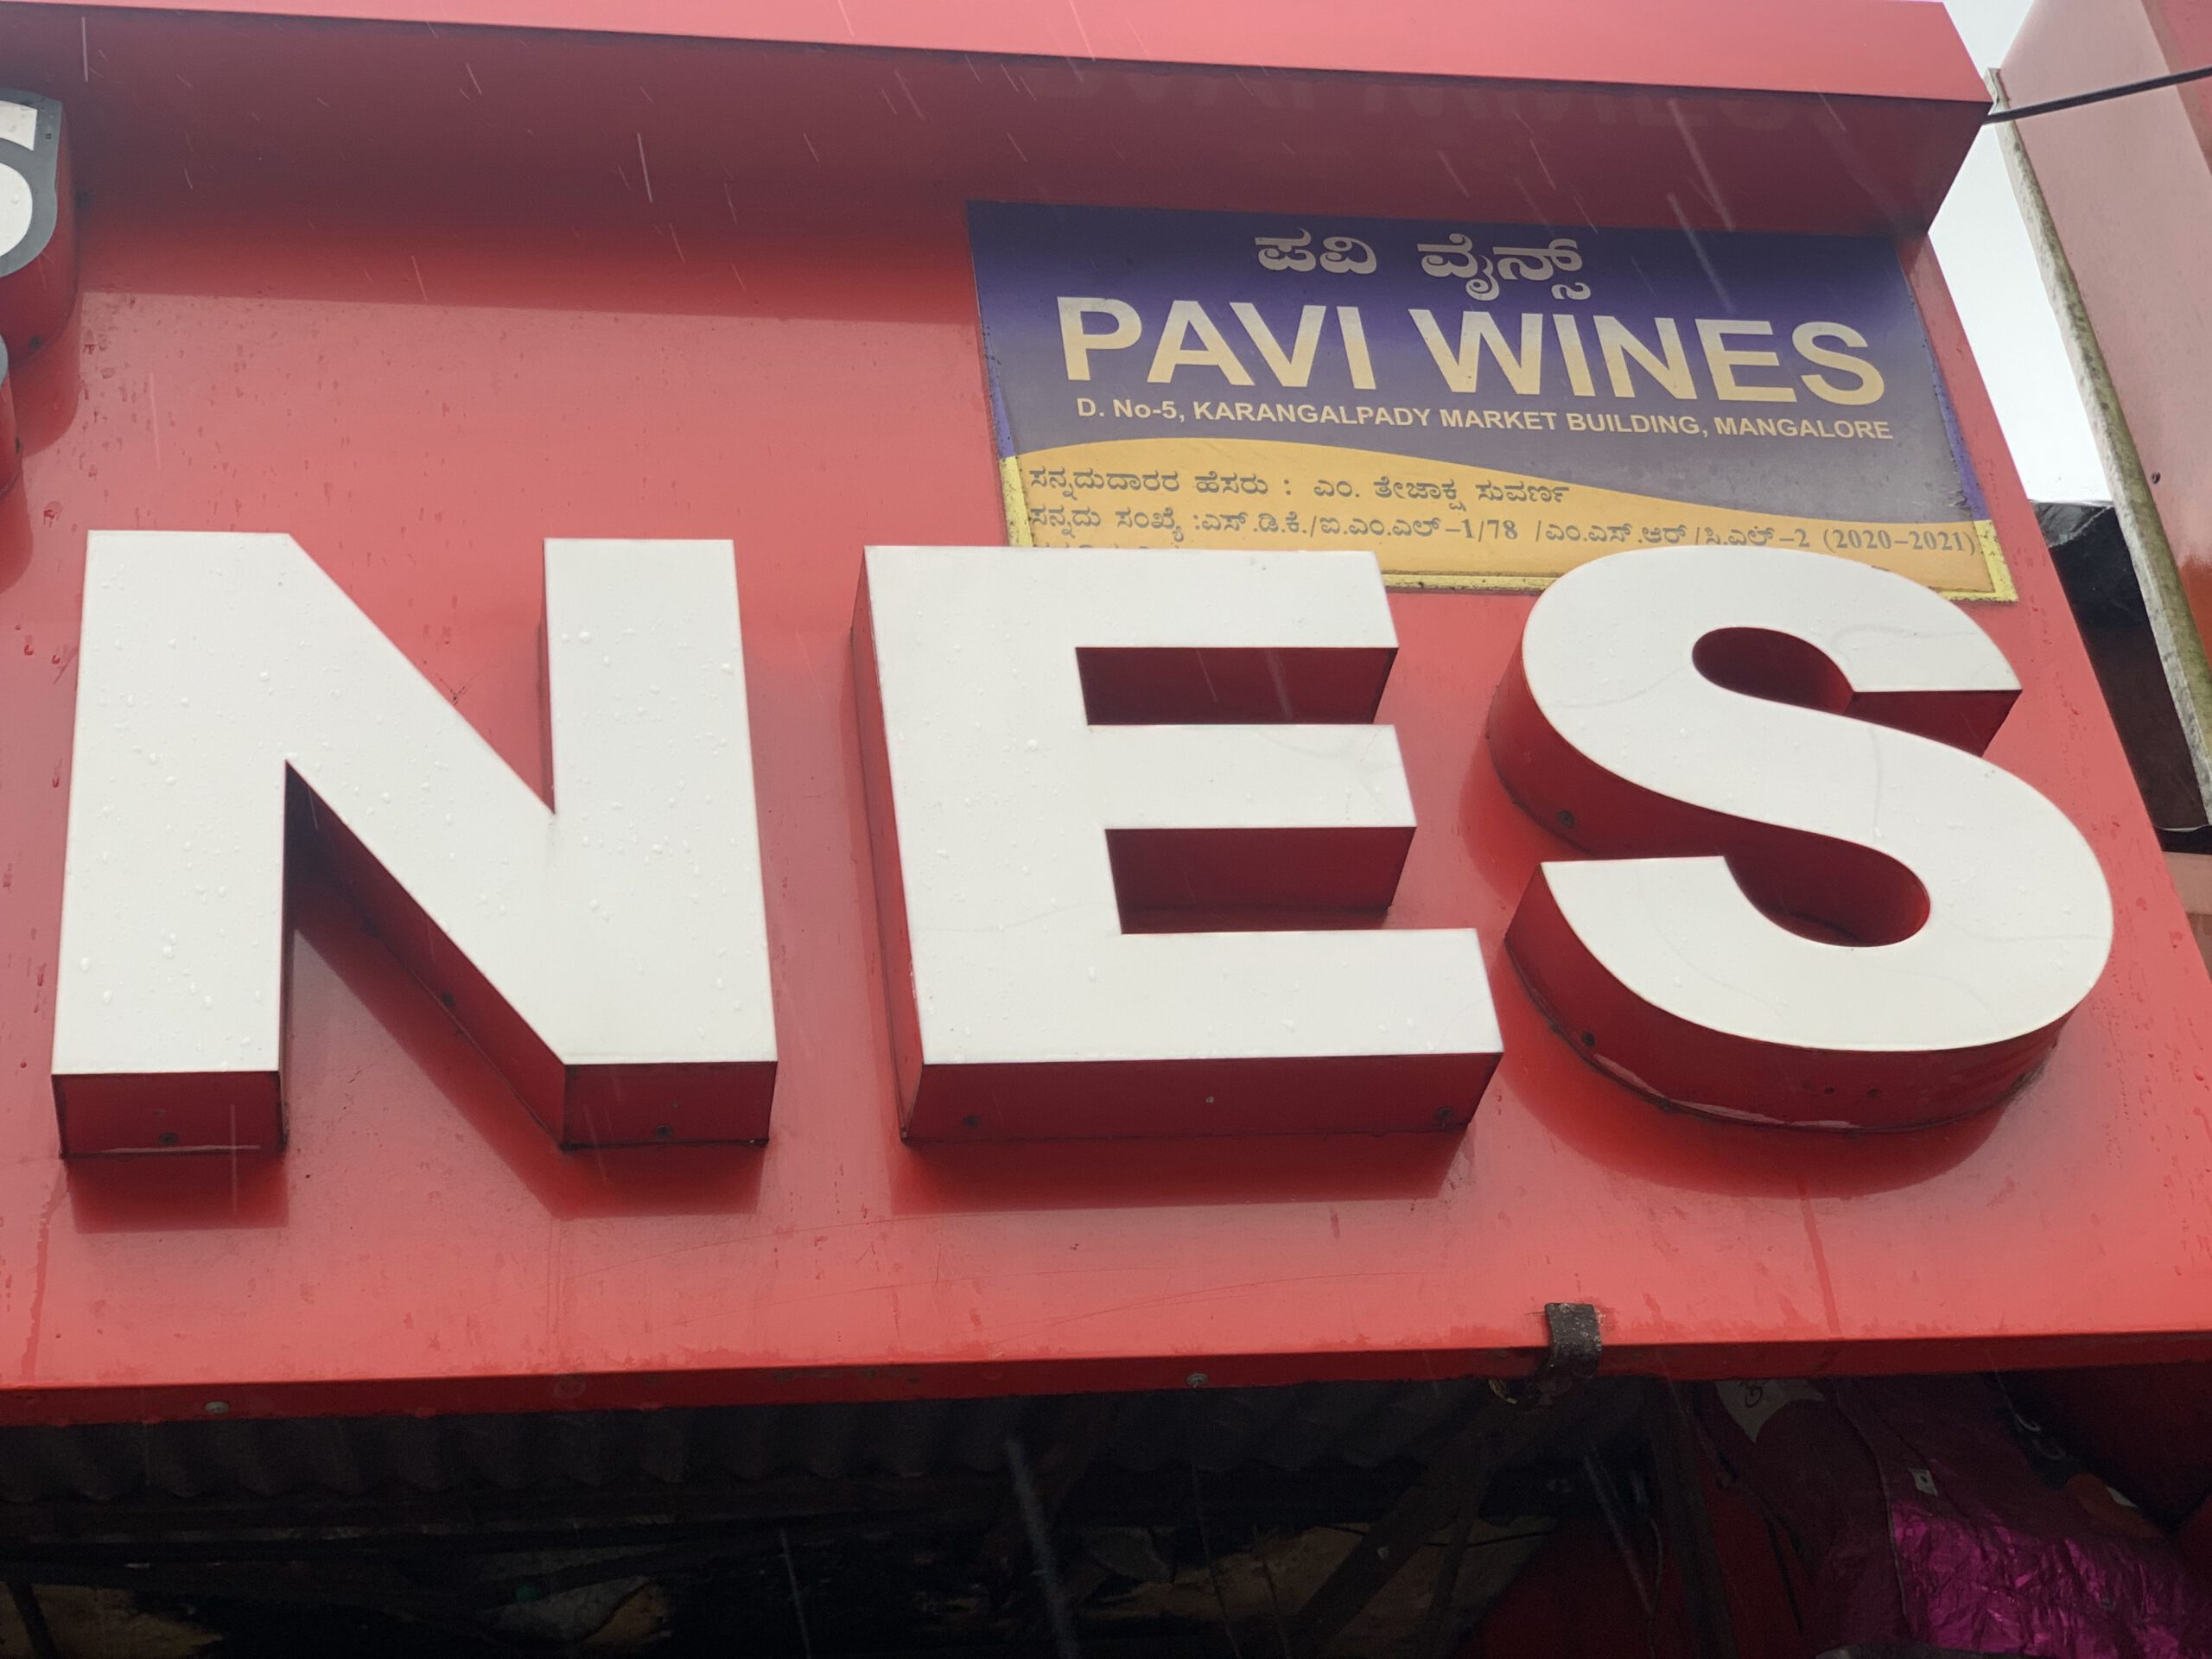 ಪವಿ ವೈನ್ಸ್
PAVI WINES
D. No-5, KARANGALPADY MARKET BUILDING, MANGALORE
ಸನ್ನದುದಾರರ ಹೆಸರು : ಎಂ. ತೇಜಾಕ್ಷ ಸುವರ್ಣ
ಸನ್ನದು ಸಂಖ್ಯೆ :ಎಸ್.ಡಿ.ಕೆ./ಐ.ಎಂ.ಎಲ್-1/78 /ಎಂ.ಎಸ್.ಆರ್/ಸಿ.ಎಲ್-2 (2020-2021)
NES